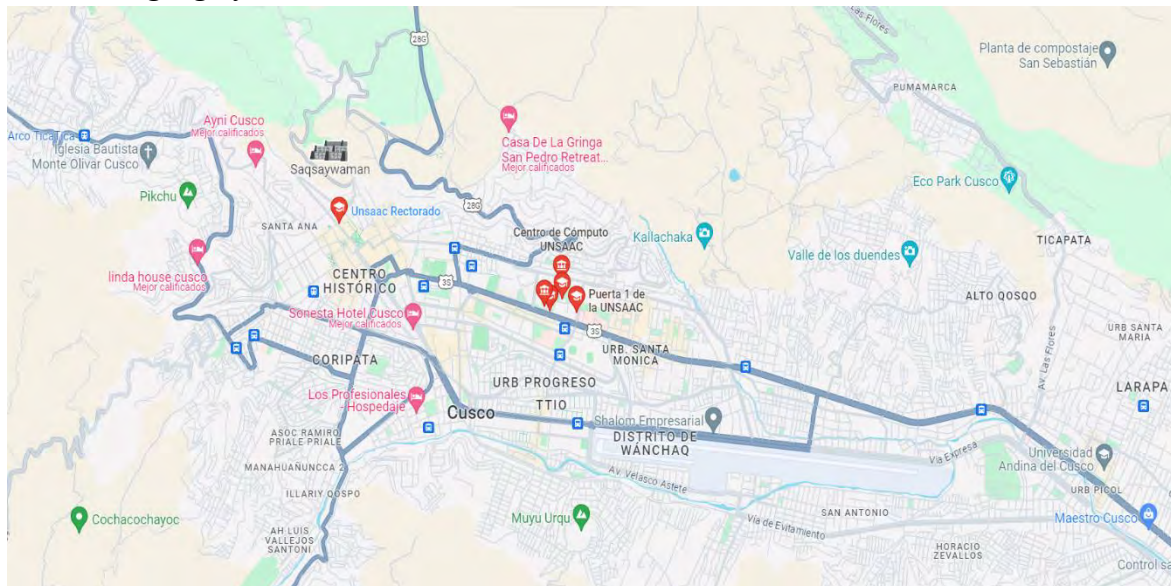 28G
Las Flores
Planta de compostaje
San Sebastián
PUMAMARCA
Ayni Cusco
Mejor calificados
Arco TicaTica
Iglesia Bautista
Monte Olivar Cusco
Casa De La Gringa
San Pedro Retreat...
Mejor calificados
Saqsaywaman
Pikchu
Eco Park Cusco
28G
Unsaac Rectorado
SANTA ANA
Centro de Cómputo
UNSAAC
Kallachaka
TICAPATA
Valle de los duendes
linda house cusco
Mejor calificados
CENTRO
HISTÓRICO
3S
Puerta 1 de
la UNSAAC
ALTO QOSQO
Sonesta Hotel Cusco
Mejor calificados
3S
URB SANTA
MARIA
CORIPATA
URB. SANTA
MONICA
Av. Las Flores
URB PROGRESO
LARAPA
Los Profesionales
- Hospedaje
TTIO
Cusco
Shalom Empresarial
ASOC RAMIRO
PRIALE PRIALE
DISTRITO DE
WÁNCHAQ
Vía Expresa
Universidad
Andina del Cusco
MANAHUAÑUNCCA 2
Av. Velasco Astete
URB PICOL
ILLARIY QOSPO
Cochacochayoc
Muyu Urqu
SAN ANTONIO
Maestro Cusco
Vía de Evitamiento
AH LUIS
VALLEJOS
SANTONI
HORACIO
ZEVALLOS
Control sa